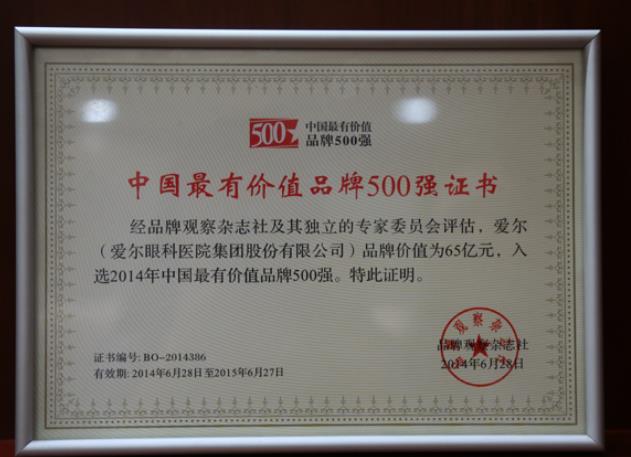 500
中国最有价值
品牌500强
中国最有价值品牌500强证书
经品牌观察杂志社及其独立的专家委员会评估，爱尔
（爱尔眼科医院集团股份有限公司）品牌价值为65亿元，入
选2014年中国最有价值品牌500强。特此证明。
证书编号: BO-2014386
有效期: 2014年6月28日至2015年6月27日
品牌观察杂志社
2014年6月28日